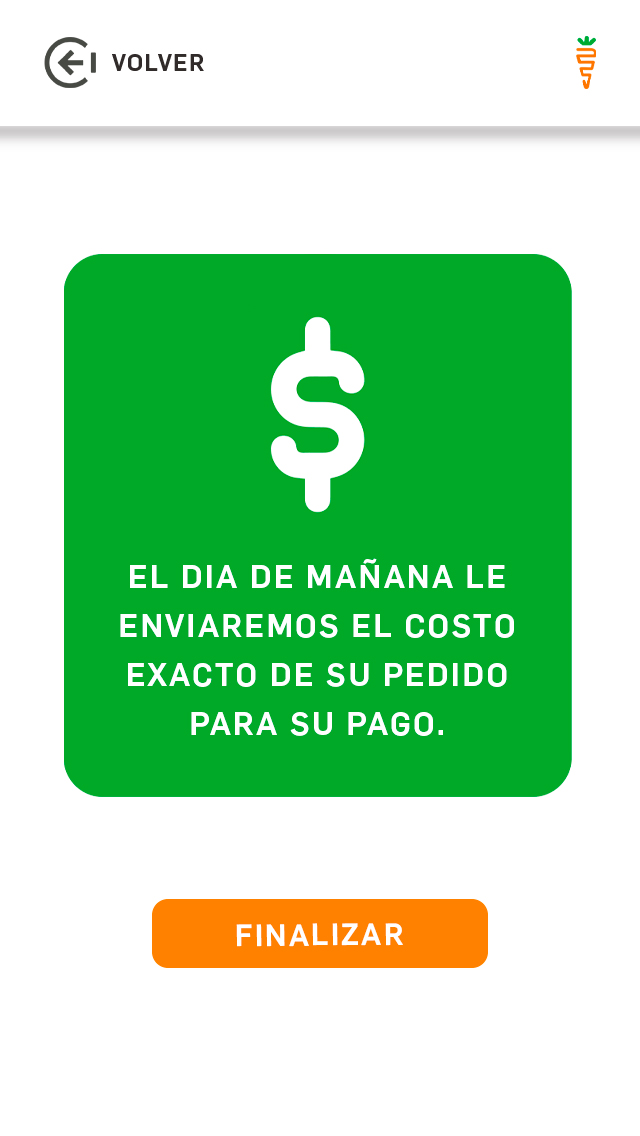 VOLVER
$
EL DIA DE MAÑANA LE
ENVIAREMOS EL COSTO
EXACTO DE SU PEDIDO
PARA SU PAGO.
FINALIZAR